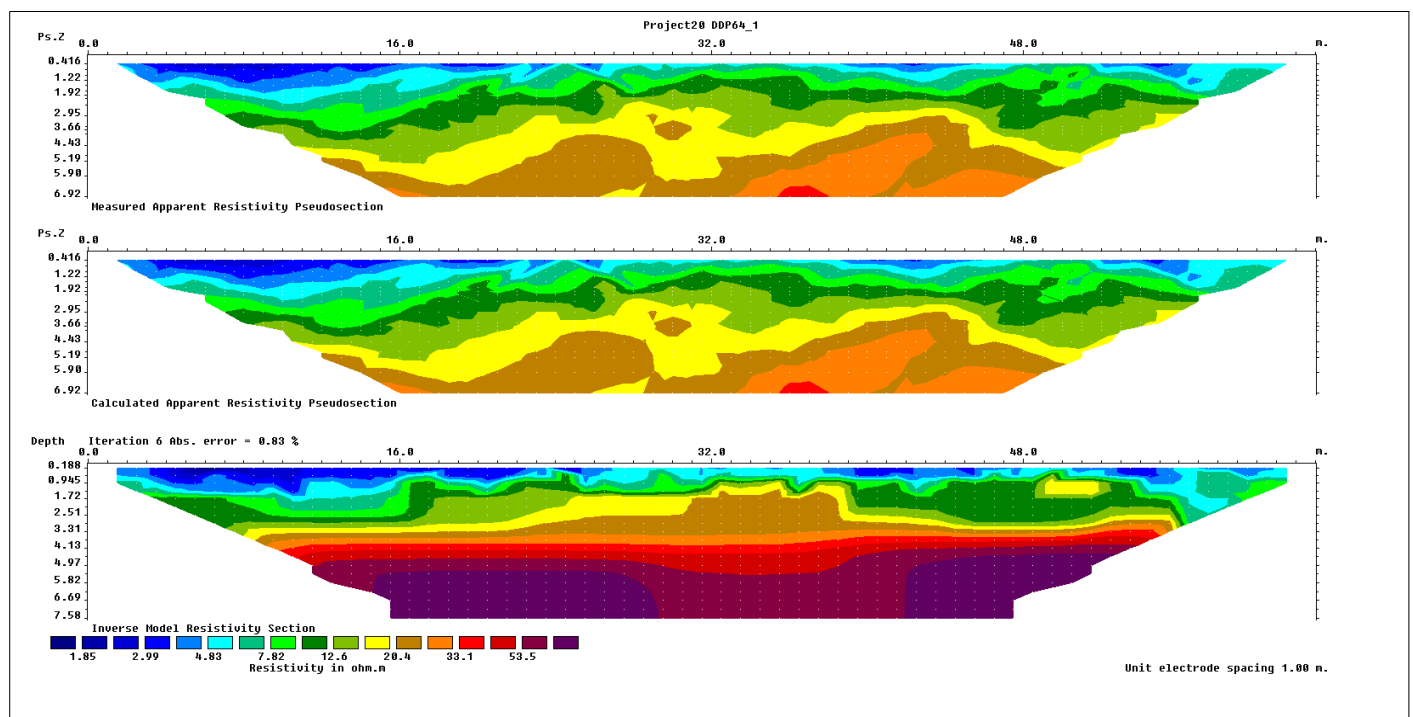 Project20 DDP64_1
Ps.Z 0.0 16.0 32.0 48.0 m.
0.416
1.22
1.92
2.95
3.66
4.43
5.19
5.90
6.92
Measured Apparent Resistivity Pseudosection
Ps.Z 0.0 16.0 32.0 48.0 m.
0.416
1.22
1.92
2.95
3.66
4.43
5.19
5.90
6.92
Calculated Apparent Resistivity Pseudosection
Depth Iteration 6 Abs. error = 0.83 %
0.0 16.0 32.0 48.0 m.
0.188
0.945
1.72
2.51
3.31
4.13
4.97
5.82
6.69
7.58
Inverse Model Resistivity Section
1.85 2.99 4.83 7.82 12.6 20.4 33.1 53.5
Resistivity in ohm.m
Unit electrode spacing 1.00 m.